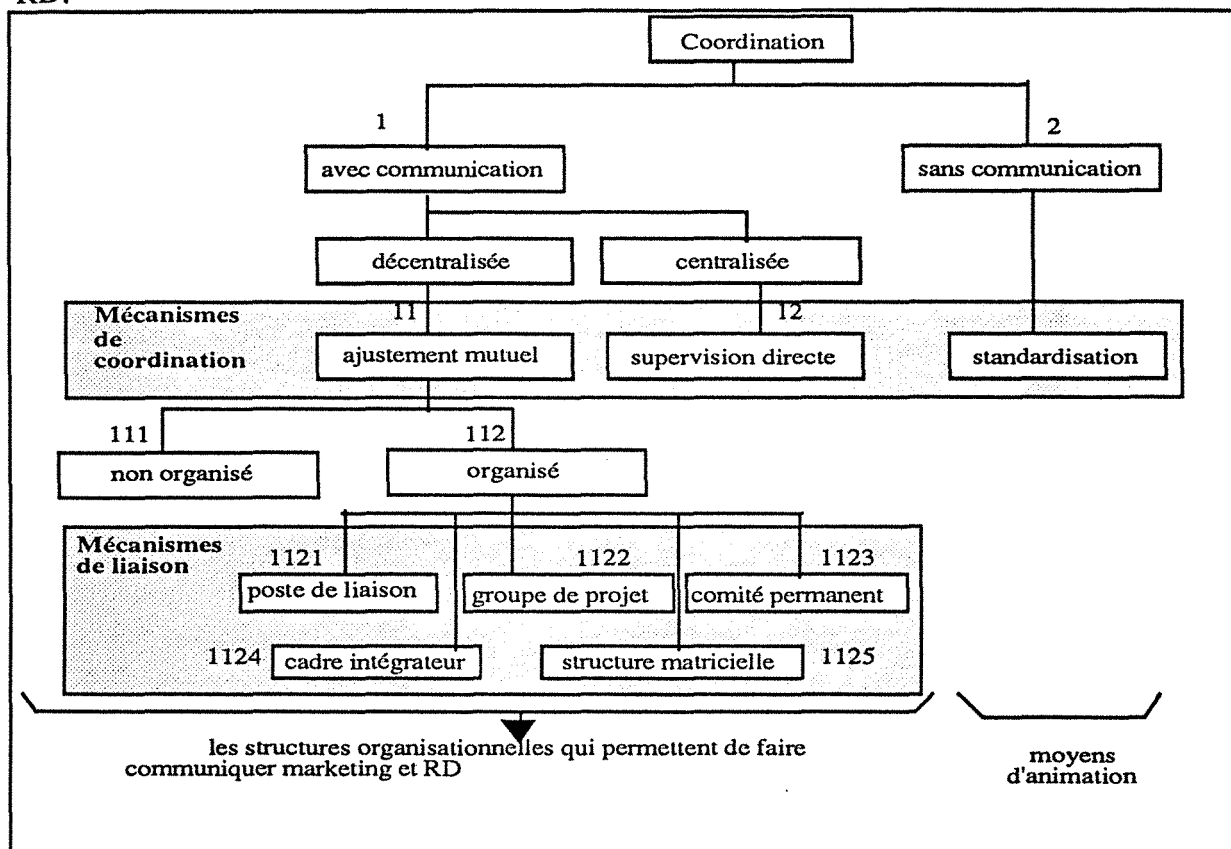 RD.
Coordination
1
2
avec communication
sans communication
décentralisée
centralisée
Mécanismes
de
coordination
11
12
ajustement mutuel
supervision directe
standardisation
111
112
non organisé
organisé
Mécanismes
de liaison
1121
1122
1123
poste de liaison
groupe de projet
comité permanent
1124
cadre intégrateur
structure matricielle
1125
les structures organisationnelles qui permettent de faire
communiquer marketing et RD
moyens
d'animation